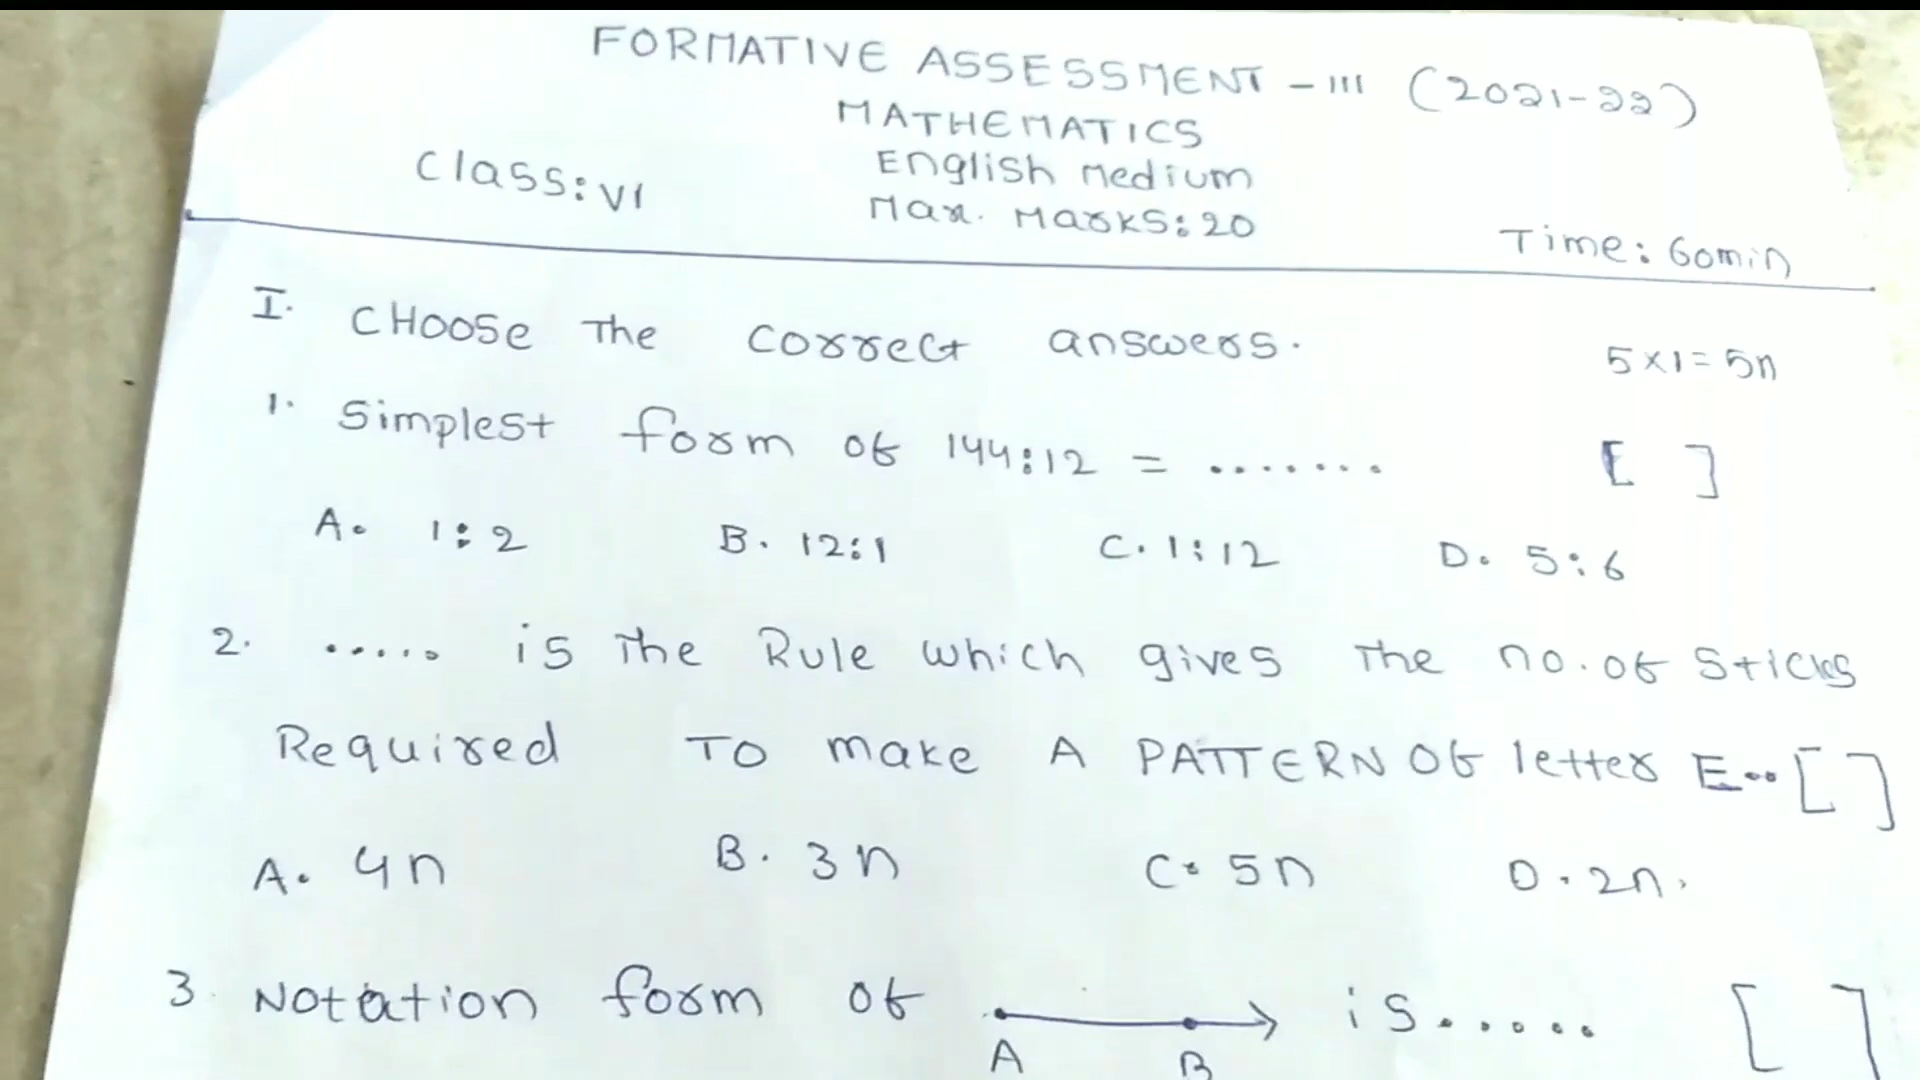 FORMATIVE ASSESSMENT - III (2021-22)
MATHEMATICS
English Medium
Class: VI
Max. Marks: 20
Time: 60min
I. CHOOSE The correct answers.
5×1=5n
1. Simplest form of 144:12 = ....... [ ]
A. 1:2 B. 12:1 C. 1:12 D. 5:6
2. ..... is The Rule which gives The no. of Sticks
Required TO make A PATTERN Of letter E.. [ ]
A. 4n B. 3n C. 5n D. 2n.
3. Notation form of is..... [ ]
A B